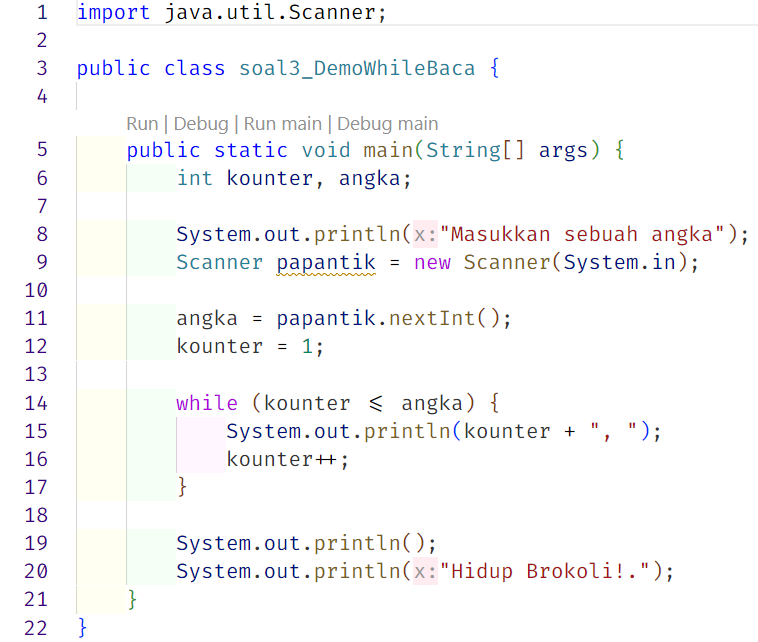 1 import java.util.Scanner;
2
3 public class soal3_DemoWhileBaca {
4
Run | Debug | Run main | Debug main
5 public static void main(String[] args) {
6 int kounter, angka;
7
8 System.out.println(x:"Masukkan sebuah angka");
9 Scanner papantik = new Scanner(System.in);
10
11 angka = papantik.nextInt();
12 kounter = 1;
13
14 while (kounter ⩽ angka) {
15 System.out.println(kounter + ", ");
16 kounter++;
17 }
18
19 System.out.println();
20 System.out.println(x:"Hidup Brokoli!.");
21 }
22 }